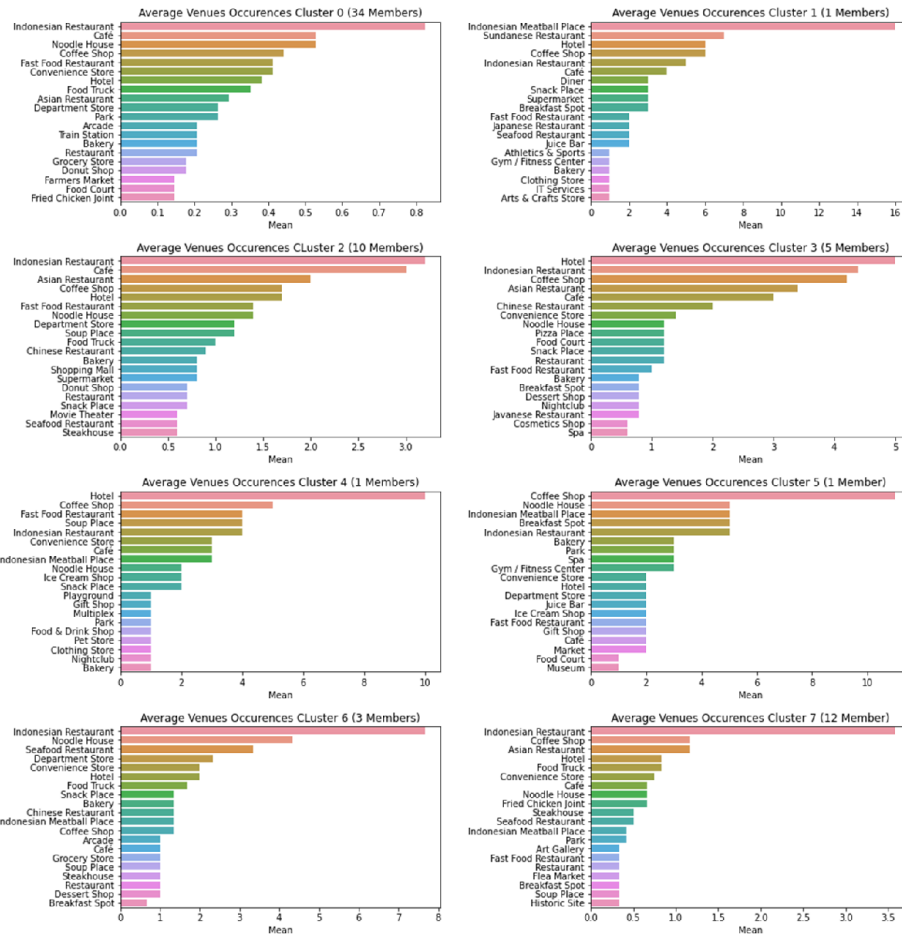 Average Venues Occurences Cluster 0 (34 Members)
Indonesian Restaurant
Café
Noodle House
Coffee Shop
Fast Food Restaurant
Convenience Store
Hotel
Food Truck
Asian Restaurant
Department Store
Park
Arcade
Train Station
Bakery
Restaurant
Grocery Store
Donut Shop
Farmers Market
Food Court
Fried Chicken Joint
0.0 0.1 0.2 0.3 0.4 0.5 0.6 0.7 0.8
Mean
Average Venues Occurences Cluster 1 (1 Members)
Indonesian Meatball Place
Sundanese Restaurant
Hotel
Coffee Shop
Indonesian Restaurant
Café
Diner
Snack Place
Supermarket
Breakfast Spot
Fast Food Restaurant
Japanese Restaurant
Seafood Restaurant
Juice Bar
Athletics & Sports
Gym / Fitness Center
Bakery
Clothing Store
IT Services
Arts & Crafts Store
0 2 4 6 8 10 12 14 16
Mean
Average Venues Occurences CLuster 2 (10 Members)
Indonesian Restaurant
Café
Asian Restaurant
Coffee Shop
Hotel
Fast Food Restaurant
Noodle House
Department Store
Soup Place
Food Truck
Chinese Restaurant
Bakery
Shopping Mall
Supermarket
Donut Shop
Restaurant
Snack Place
Movie Theater
Seafood Restaurant
Steakhouse
0.0 0.5 1.0 1.5 2.0 2.5 3.0
Mean
Average Venues Occurences Cluster 3 (5 Members)
Hotel
Indonesian Restaurant
Coffee Shop
Asian Restaurant
Café
Chinese Restaurant
Convenience Store
Noodle House
Pizza Place
Food Court
Snack Place
Restaurant
Fast Food Restaurant
Bakery
Breakfast Spot
Dessert Shop
Nightclub
Javanese Restaurant
Cosmetics Shop
Spa
0 1 2 3 4 5
Mean
Average Venues Occurences Cluster 4 (1 Members)
Hotel
Coffee Shop
Fast Food Restaurant
Soup Place
Indonesian Restaurant
Convenience Store
Café
ndonesian Meatball Place
Noodle House
Ice Cream Shop
Snack Place
Playground
Gift Shop
Multiplex
Park
Food & Drink Shop
Pet Store
Clothing Store
Nightclub
Bakery
0 2 4 6 8 10
Mean
Average Venues Occurences Cluster 5 (1 Member)
Coffee Shop
Noodle House
Indonesian Meatball Place
Breakfast Spot
Indonesian Restaurant
Bakery
Park
Spa
Gym / Fitness Center
Convenience Store
Hotel
Department Store
Juice Bar
Ice Cream Shop
Fast Food Restaurant
Gift Shop
Café
Market
Food Court
Museum
0 2 4 6 8 10
Mean
Average Venues Occurences CLuster 6 (3 Members)
Indonesian Restaurant
Noodle House
Seafood Restaurant
Department Store
Convenience Store
Hotel
Food Truck
Snack Place
Bakery
Chinese Restaurant
ndonesian Meatball Place
Coffee Shop
Arcade
Café
Grocery Store
Soup Place
Steakhouse
Restaurant
Dessert Shop
Breakfast Spot
0 1 2 3 4 5 6 7 8
Mean
Average Venues Occurences Cluster 7 (12 Member)
Indonesian Restaurant
Coffee Shop
Asian Restaurant
Hotel
Food Truck
Convenience Store
Café
Noodle House
Fried Chicken Joint
Steakhouse
Seafood Restaurant
Indonesian Meatball Place
Park
Art Gallery
Fast Food Restaurant
Restaurant
Flea Market
Breakfast Spot
Soup Place
Historic Site
0.0 0.5 1.0 1.5 2.0 2.5 3.0 3.5
Mean